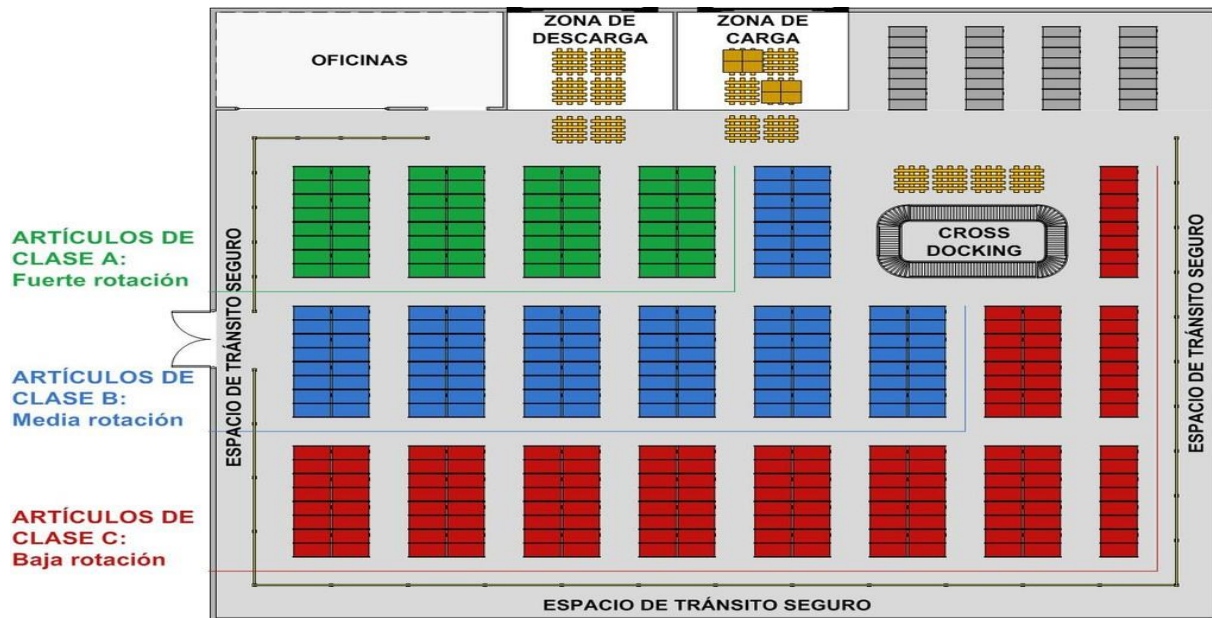 OFICINAS
ZONA DE
DESCARGA
ZONA DE
CARGA
ARTÍCULOS DE
CLASE A:
Fuerte rotación
ESPACIO DE TRÁNSITO SEGURO
CROSS
DOCKING
ESPACIO DE TRÁNSITO SEGURO
ARTÍCULOS DE
CLASE B:
Media rotación
ARTÍCULOS DE
CLASE C:
Baja rotación
ESPACIO DE TRÁNSITO SEGURO